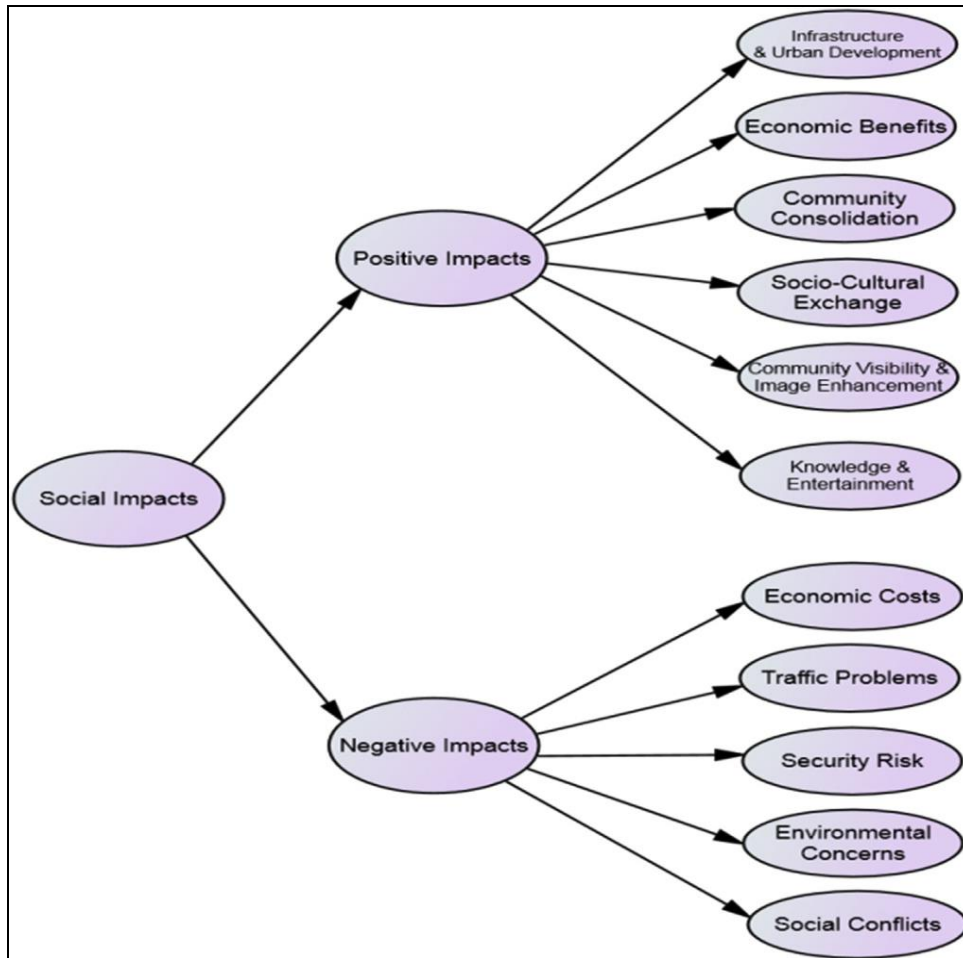 Infrastructure
& Urban Development
Economic Benefits
Community
Consolidation
Positive Impacts
Socio-Cultural
Exchange
Community Visibility &
Image Enhancement
Knowledge &
Entertainment
Social Impacts
Economic Costs
Traffic Problems
Negative Impacts
Security Risk
Environmental
Concerns
Social Conflicts